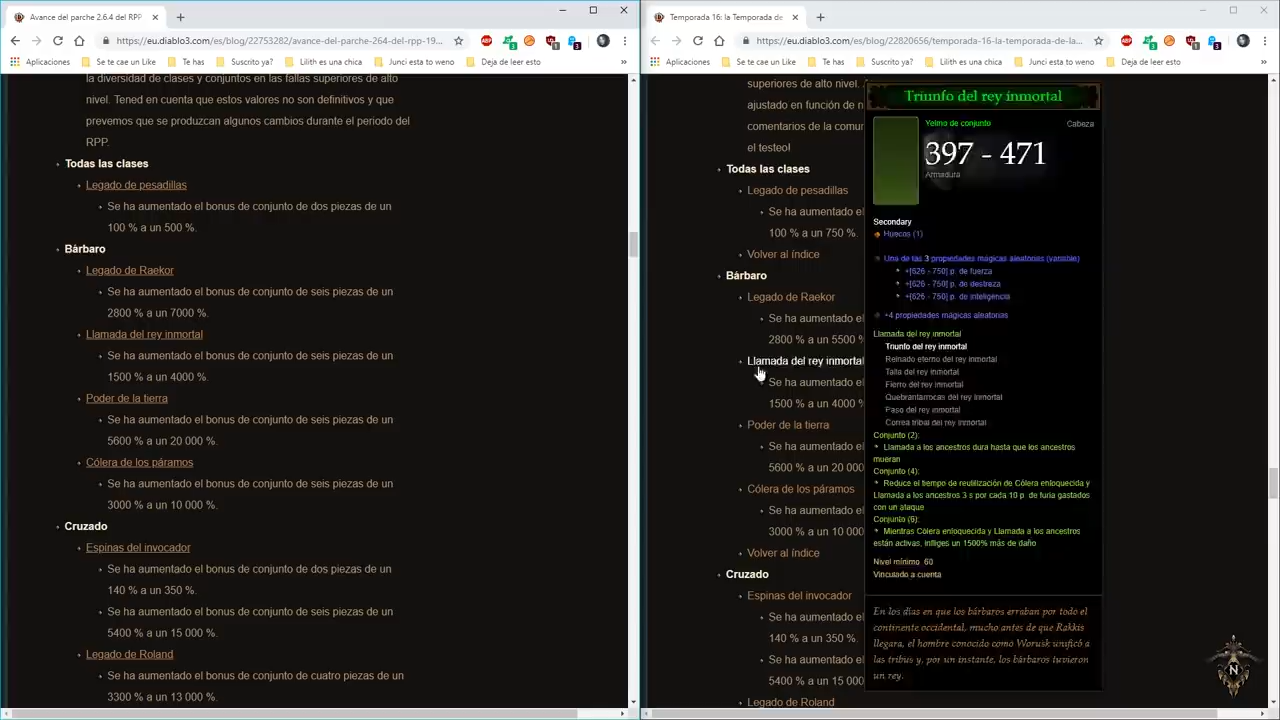 Avance del parche 2.6.4 del RPP
https://eu.diablo3.com/es/blog/22753282/avance-del-parche-264-del-rpp-19...
Aplicaciones Se te cae un Like Te has Suscrito ya? Lilith es una chica Junci esta to weno Deja de leer esto »
la diversidad de clases y conjuntos en las fallas superiores de alto
nivel. Tened en cuenta que estos valores no son definitivos y que
prevemos que se produzcan algunos cambios durante el periodo del
RPP.
Todas las clases
Legado de pesadillas
Se ha aumentado el bonus de conjunto de dos piezas de un
100 % a un 500 %.
Bárbaro
Legado de Raekor
Se ha aumentado el bonus de conjunto de seis piezas de un
2800 % a un 7000 %.
Llamada del rey inmortal
Se ha aumentado el bonus de conjunto de seis piezas de un
1500 % a un 4000 %.
Poder de la tierra
Se ha aumentado el bonus de conjunto de seis piezas de un
5600 % a un 20 000 %.
Cólera de los páramos
Se ha aumentado el bonus de conjunto de seis piezas de un
3000 % a un 10 000 %.
Cruzado
Espinas del invocador
Se ha aumentado el bonus de conjunto de dos piezas de un
140 % a un 350 %.
Se ha aumentado el bonus de conjunto de seis piezas de un
5400 % a un 15 000 %.
Legado de Roland
Se ha aumentado el bonus de conjunto de cuatro piezas de un
3300 % a un 13 000 %.
Temporada 16: la Temporada de
https://eu.diablo3.com/es/blog/22820656/temporada-16-la-temporada-de-la...
Aplicaciones Se te cae un Like Te has Suscrito ya? Lilith es una chica Junci esta to weno Deja de leer esto »
superiores de alto nivel.
ajustado en función de
comentarios de la comun
el testeo!
Todas las clases
Legado de pesadillas
Se ha aumentado el
100 % a un 750 %.
Volver al índice
Bárbaro
Legado de Raekor
Se ha aumentado el
2800 % a un 5500 %
Llamada del rey inmortal
Se ha aumentado el
1500 % a un 4000 %
Poder de la tierra
Se ha aumentado el
5600 % a un 20 000
Cólera de los páramos
Se ha aumentado el
3000 % a un 10 000
Volver al índice
Cruzado
Espinas del invocador
Se ha aumentado el
140 % a un 350 %.
Se ha aumentado el
5400 % a un 15 000
Legado de Roland
Triunfo del rey inmortal
Yelmo de conjunto Cabeza
397 - 471
Armadura
Secondary
Huecos (1)
Una de las 3 propiedades mágicas aleatorias (variable)
+[626 - 750] p. de fuerza
+[626 - 750] p. de destreza
+[626 - 750] p. de inteligencia
+4 propiedades mágicas aleatorias
Llamada del rey inmortal
Triunfo del rey inmortal
Reinado eterno del rey inmortal
Talla del rey inmortal
Fierro del rey inmortal
Quebrantarrocas del rey inmortal
Paso del rey inmortal
Correa tribal del rey inmortal
Conjunto (2):
Llamada a los ancestros dura hasta que los ancestros
mueran
Conjunto (4):
Reduce el tiempo de reutilización de Cólera enloquecida y
Llamada a los ancestros 3 s por cada 10 p. de furia gastados
con un ataque
Conjunto (6):
Mientras Cólera enloquecida y Llamada a los ancestros
están activas, infliges un 1500% más de daño
Nivel mínimo: 60
Vinculado a cuenta
En los días en que los bárbaros erraban por todo el
continente occidental, mucho antes de que Rakkis
llegara, el hombre conocido como Worusk unificó a
las tribus y, por un instante, los bárbaros tuvieron
un rey.
N